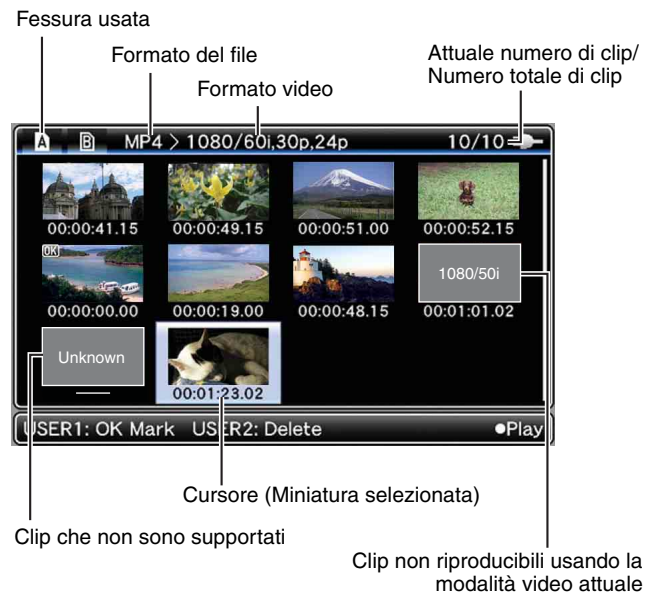 Fessura usata
Formato del file
Formato video
Attuale numero di clip/
Numero totale di clip
A B MP4 > 1080/60i,30p,24p 10/10
00:00:41.15 00:00:49.15 00:00:51.00 00:00:52.15
OK
1080/50i
00:00:00.00 00:00:19.00 00:00:48.15 00:01:01.02
Unknown
00:01:23.02
USER1: OK Mark USER2: Delete ●Play
Cursore (Miniatura selezionata)
Clip che non sono supportati
Clip non riproducibili usando la
modalità video attuale